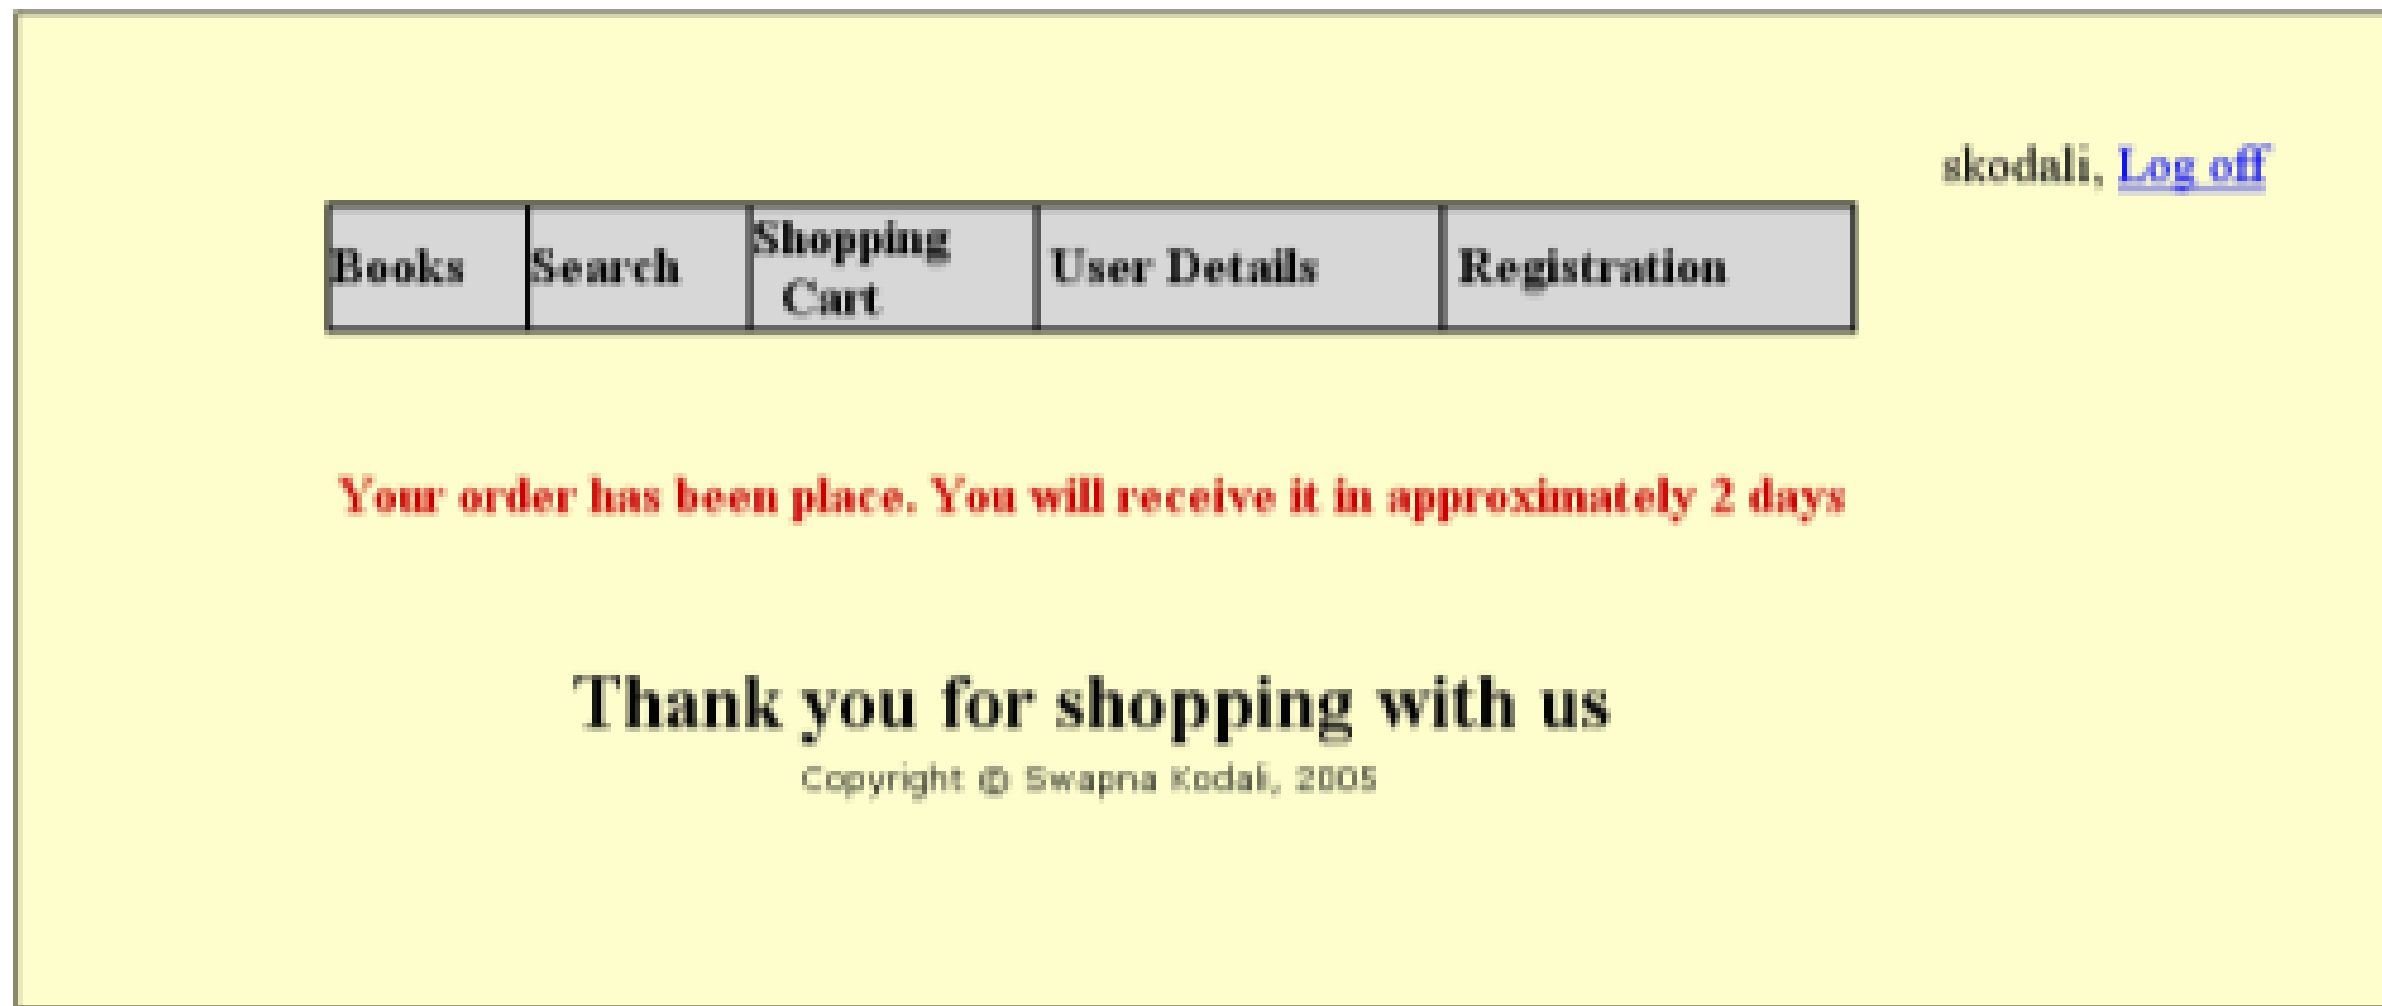 skodali, Log off
Books Search Shopping Cart User Details Registration
Your order has been place. You will receive it in approximately 2 days
Thank you for shopping with us
Copyright © Swapna Kodali, 2005